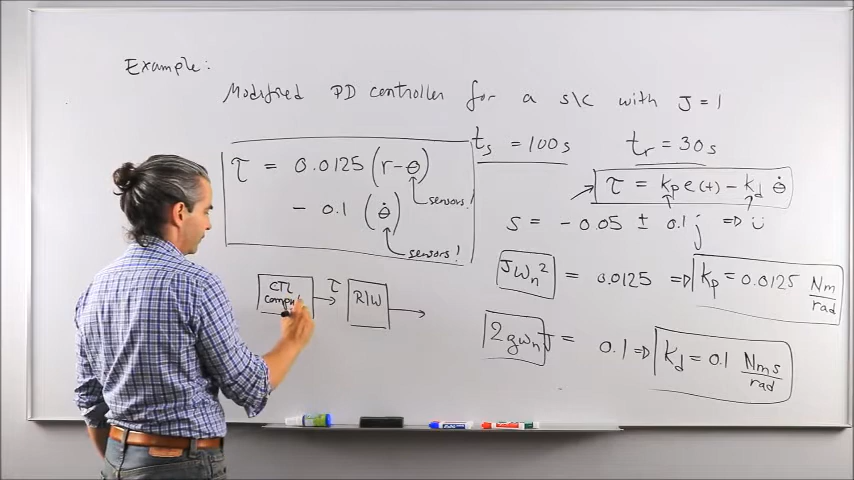 Example:
Modified PD controller for a s\c with J = 1
ts = 100s tr = 30s
τ = 0.0125 (r-θ)
- 0.1 (θ̇)
sensors!
sensors!
τ = kp e(t) - kd θ̇
s = - 0.05 ± 0.1 j ⇒ ü
Jωn² = 0.0125 ⇒ kp = 0.0125 Nm/rad
2ζωnJ = 0.1 ⇒ kd = 0.1 Nms/rad
CTL
τ
R/W